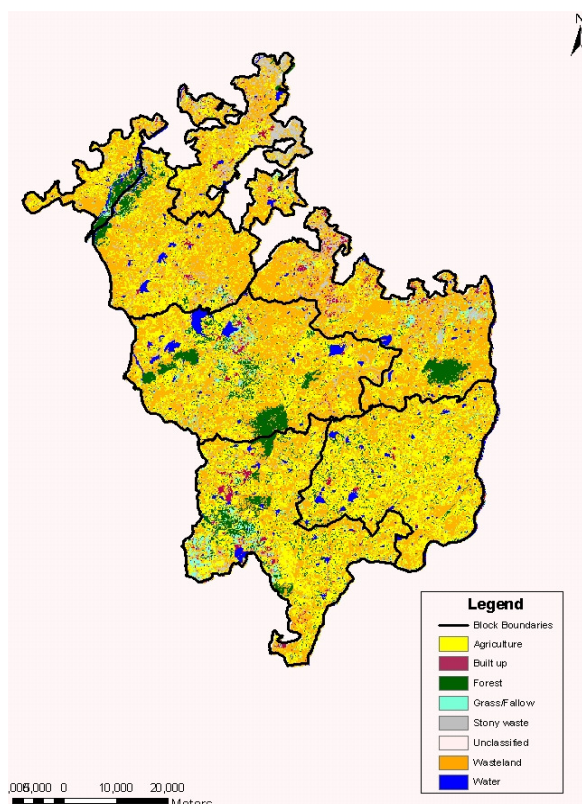 N
Legend
Block Boundaries
Agriculture
Built up
Forest
Grass/Fallow
Stony waste
Unclassified
Wasteland
Water
0 10,000 20,000
Meters